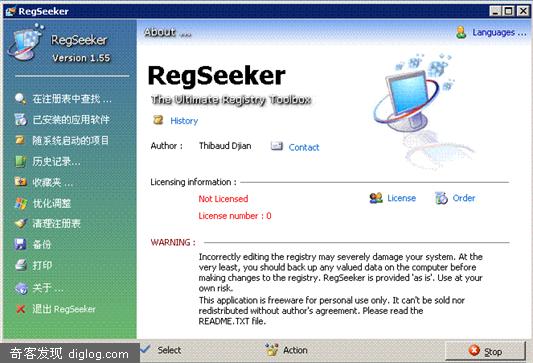 RegSeeker
RegSeeker
Version 1.55
在注册表中查找 ...
已安装的应用软件
随系统启动的项目
历史记录...
收藏夹 ...
优化调整
清理注册表
备份
打印
关于 ...
退出 RegSeeker
About ...
Languages ...
RegSeeker
The Ultimate Registry Toolbox
History
Author : Thibaud Djian Contact
Licensing information :
Not Licensed
License Order
License number : 0
WARNING :
Incorrectly editing the registry may severely damage your system. At the
very least, you should back up any valued data on the computer before
making changes to the registry. RegSeeker is provided 'as is'. Use at your
own risk.
This application is freeware for personal use only. It can't be sold nor
redistributed without author's agreement. Please read the
README.TXT file.
Select Action Stop
奇客发现 diglog.com